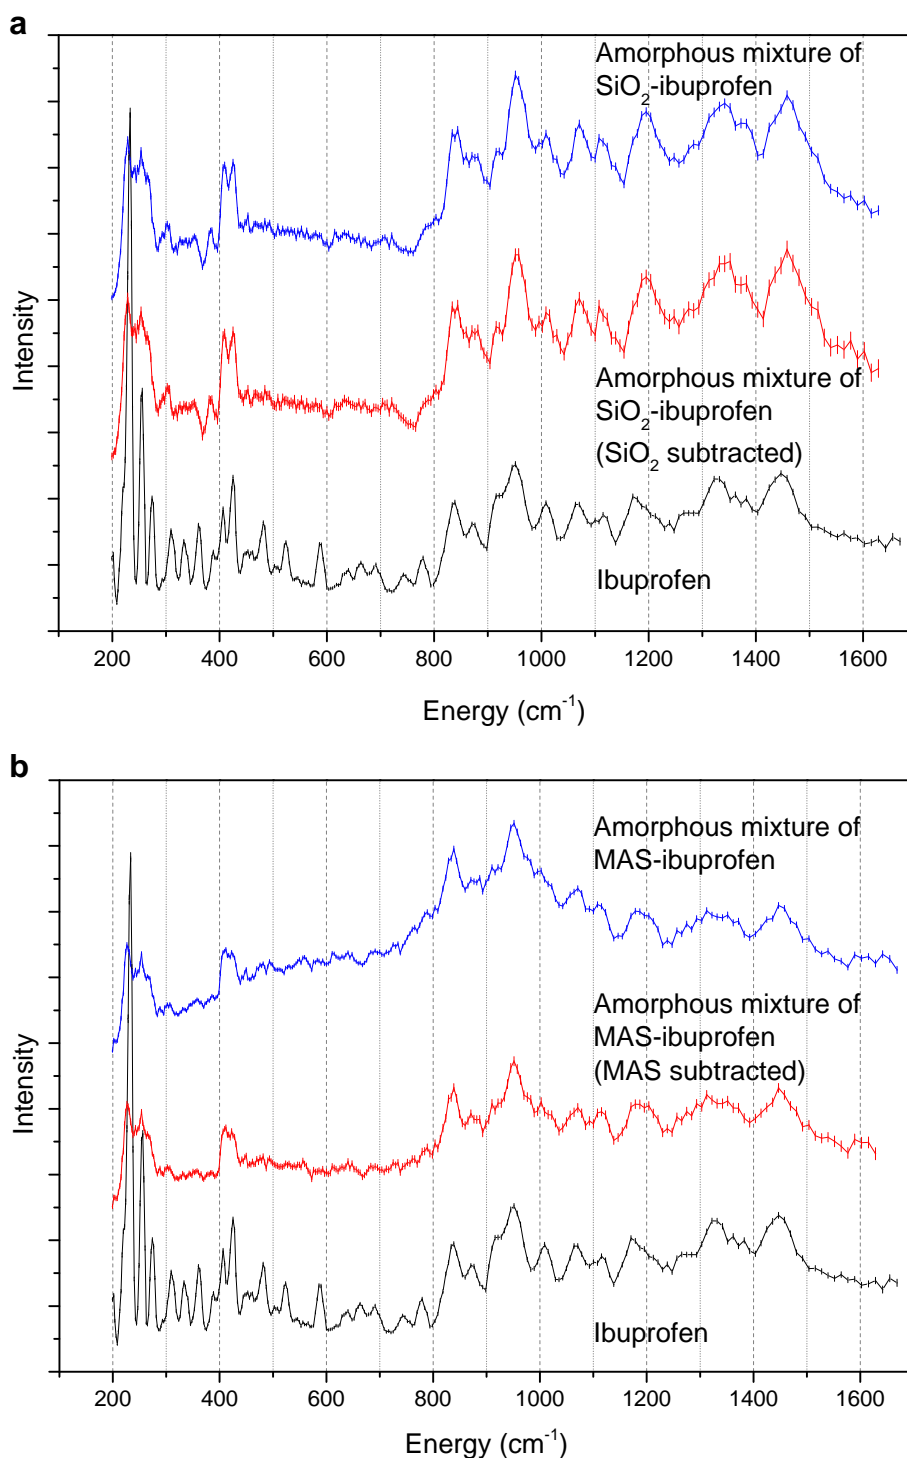 a
Amorphous mixture of
SiO₂-ibuprofen
Amorphous mixture of
SiO₂-ibuprofen
(SiO₂ subtracted)
Ibuprofen
Intensity
200 400 600 800 1000 1200 1400 1600
Energy (cm⁻¹)
b
Amorphous mixture of
MAS-ibuprofen
Amorphous mixture of
MAS-ibuprofen
(MAS subtracted)
Ibuprofen
Intensity
200 400 600 800 1000 1200 1400 1600
Energy (cm⁻¹)